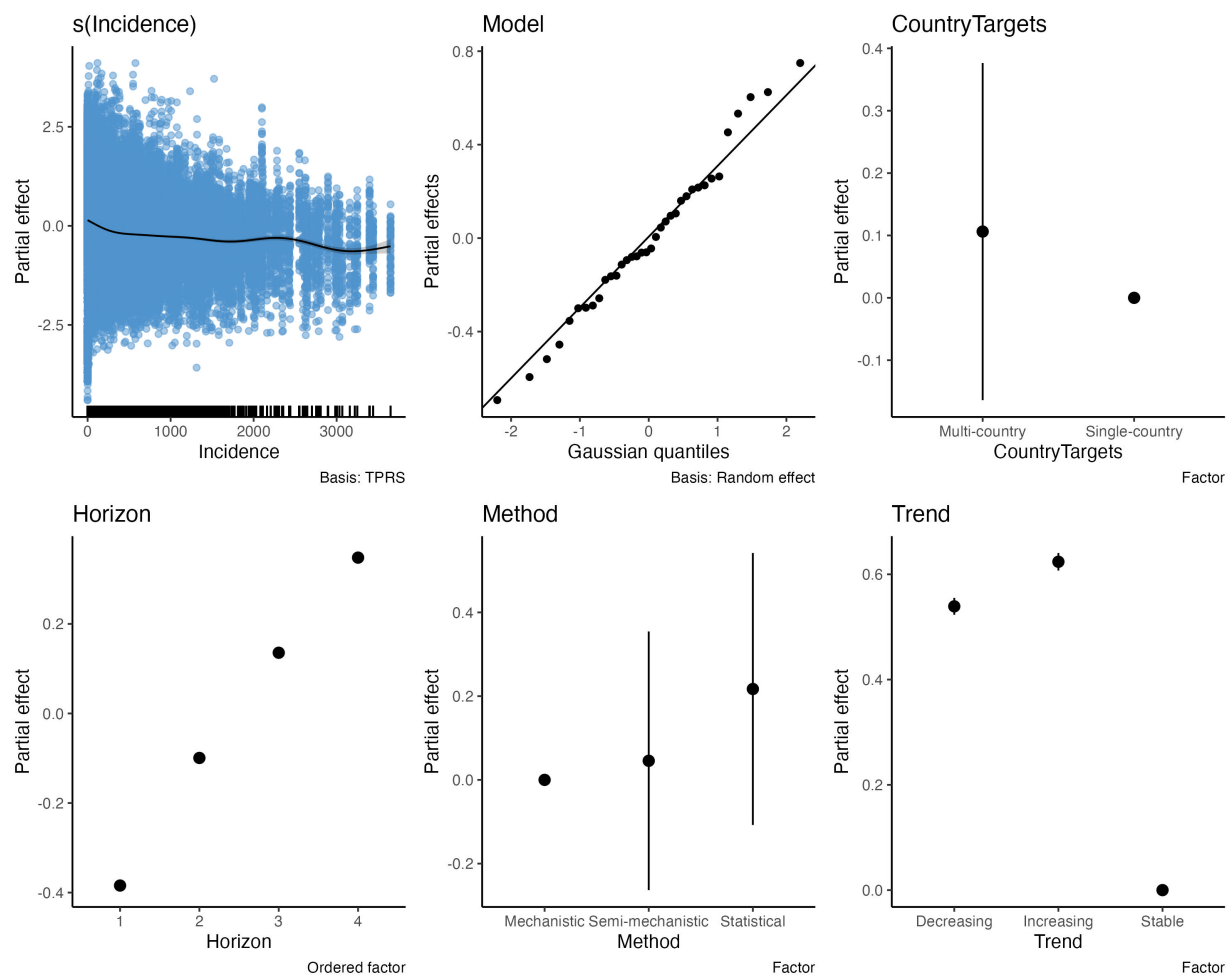 s(Incidence)
Partial effect
2.5
0.0
-2.5
0
1000
2000
3000
Incidence
Basis: TPRS
Model
Partial effects
0.8
0.4
0.0
-0.4
-2
-1
0
1
2
Gaussian quantiles
Basis: Random effect
CountryTargets
Partial effect
0.4
0.3
0.2
0.1
0.0
-0.1
Multi-country
Single-country
CountryTargets
Factor
Horizon
Partial effect
0.2
0.0
-0.2
-0.4
1
2
3
4
Horizon
Ordered factor
Method
Partial effect
0.4
0.2
0.0
-0.2
Mechanistic
Semi-mechanistic
Statistical
Method
Factor
Trend
Partial effect
0.6
0.4
0.2
0.0
Decreasing
Increasing
Stable
Trend
Factor